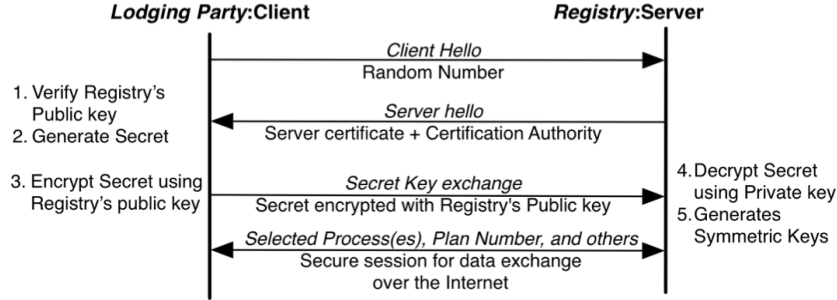 Lodging Party:Client
Registry:Server
Client Hello
Random Number
1. Verify Registry's
Public key
2. Generate Secret
Server hello
Server certificate + Certification Authority
3. Encrypt Secret using
Registry's public key
Secret Key exchange
Secret encrypted with Registry's Public key
4.Decrypt Secret
using Private key
5.Generates
Symmetric Keys
Selected Process(es), Plan Number, and others
Secure session for data exchange
over the Internet